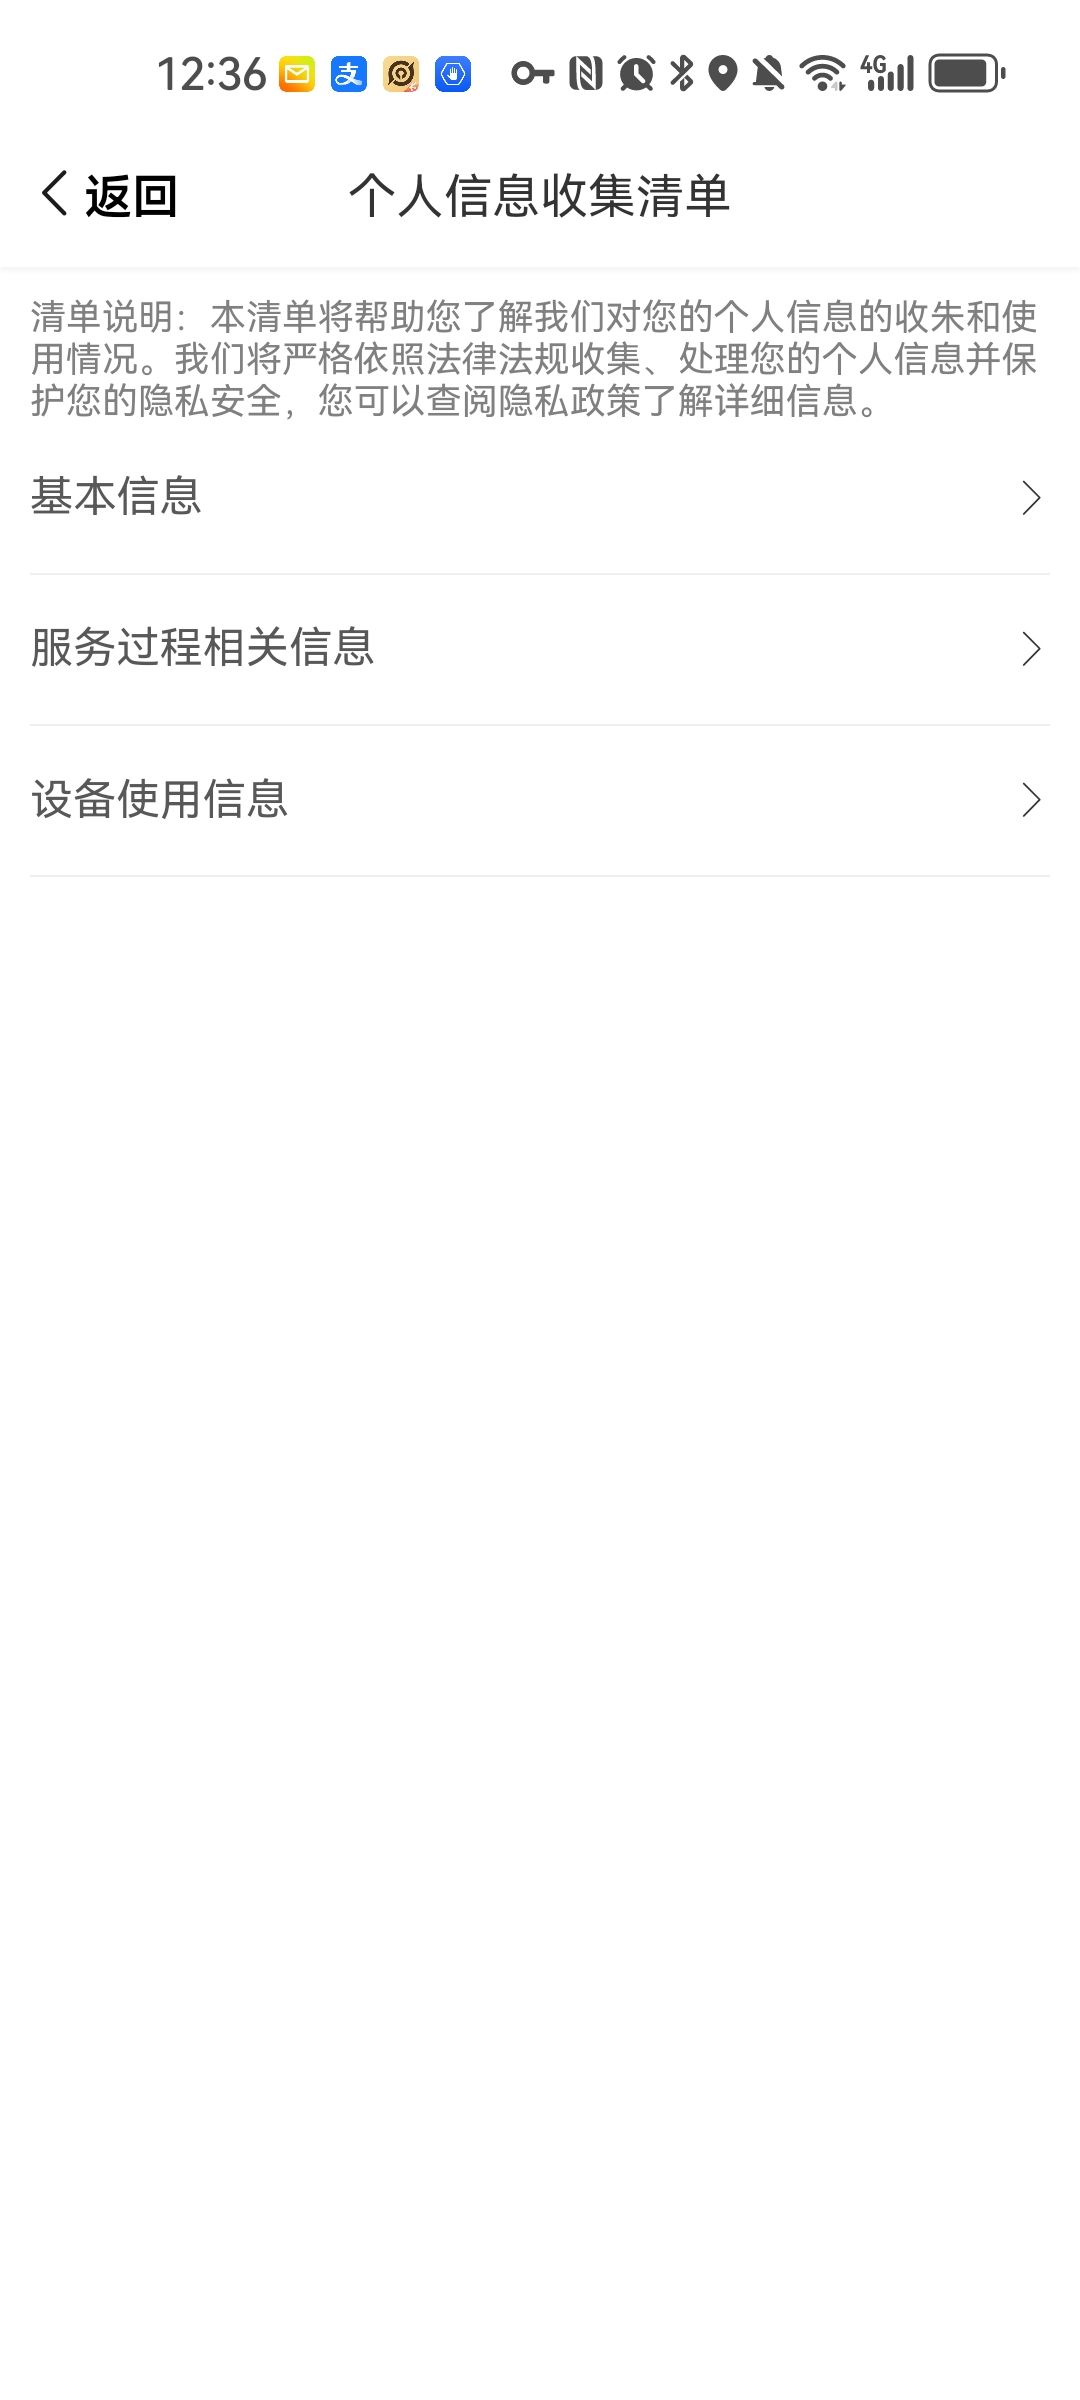 12:36 支 4G
返回 个人信息收集清单
清单说明：本清单将帮助您了解我们对您的个人信息的收朱和使
用情况。我们将严格依照法律法规收集、处理您的个人信息并保
护您的隐私安全，您可以查阅隐私政策了解详细信息。
基本信息
服务过程相关信息
设备使用信息